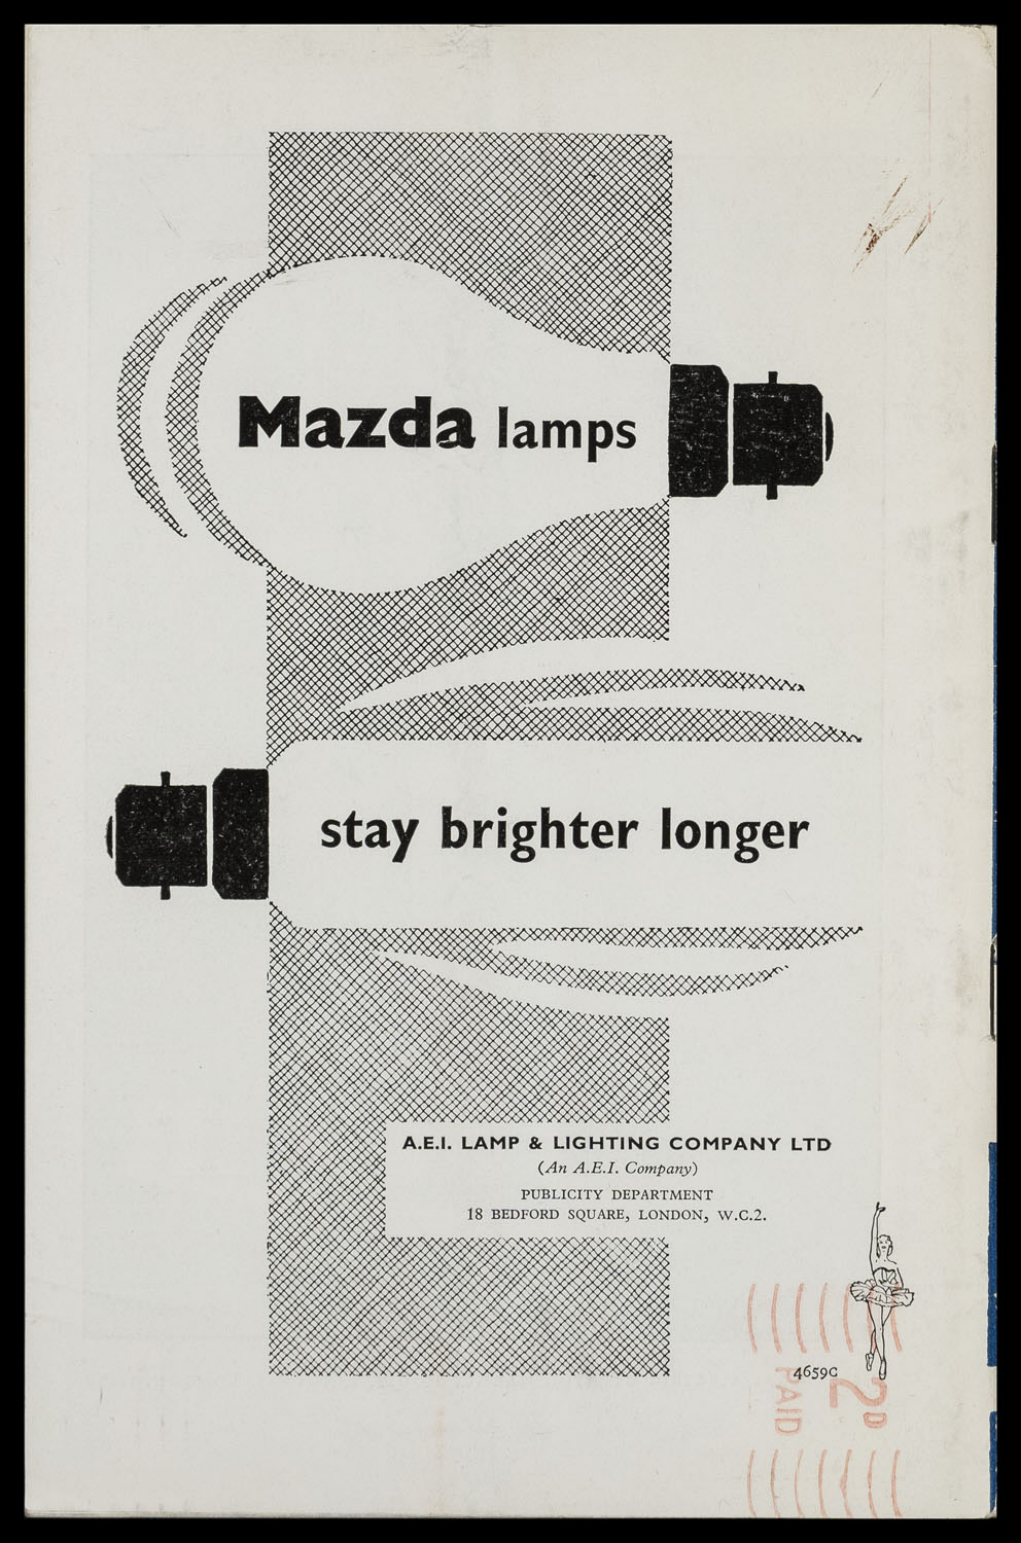 Mazda lamps
stay brighter longer
A.E.I. LAMP & LIGHTING COMPANY LTD
(An A.E.I. Company)
PUBLICITY DEPARTMENT
18 BEDFORD SQUARE, LONDON, W.C.2.
4659C
2D
PAID